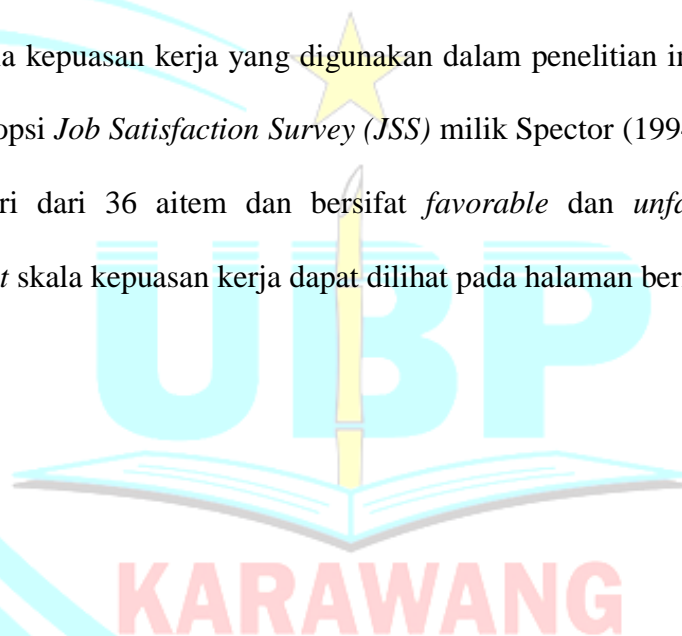 la kepuasan kerja yang digunakan dalam penelitian in
opsi Job Satisfaction Survey (JSS) milik Spector (199
ri dari 36 aitem dan bersifat favorable dan unfa
t skala kepuasan kerja dapat dilihat pada halaman ber
UBP
KARAWANG